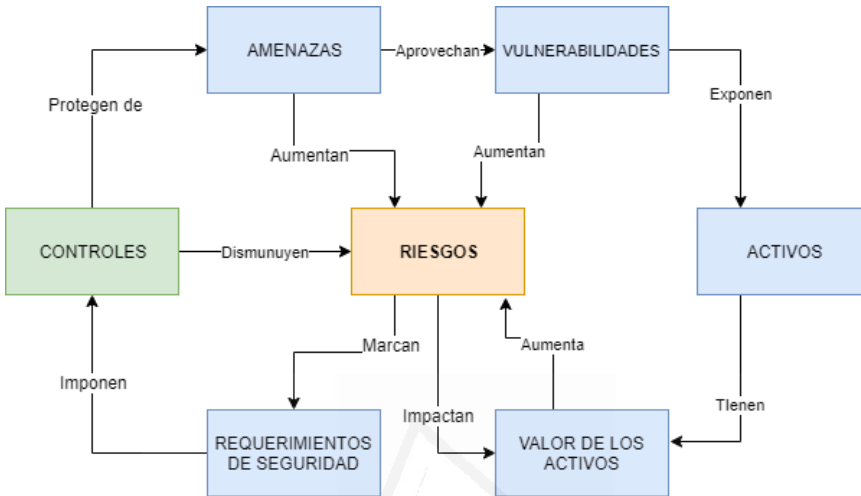 AMENAZAS
Aprovechan
VULNERABILIDADES
Exponen
Protegen de
Aumentan
Aumentan
CONTROLES
Dismunuyen
RIESGOS
ACTIVOS
Marcan
Aumenta
Imponen
Impactan
TIenen
REQUERIMIENTOS
DE SEGURIDAD
VALOR DE LOS
ACTIVOS